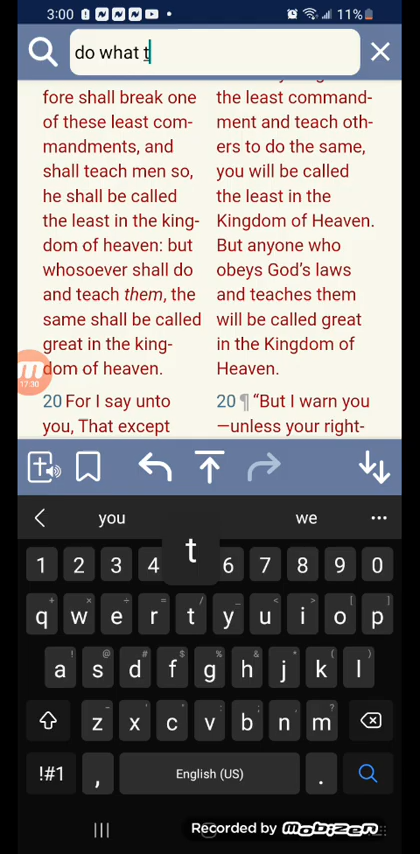 3:00 11%
do what t
fore shall break one
of these least com-
mandments, and
shall teach men so,
he shall be called
the least in the king-
dom of heaven: but
whosoever shall do
and teach them, the
same shall be called
great in the king-
dom of heaven.
20 For I say unto
you, That except
the least command-
ment and teach oth-
ers to do the same,
you will be called
the least in the
Kingdom of Heaven.
But anyone who
obeys God's laws
and teaches them
will be called great
in the Kingdom of
Heaven.
20 ¶ “But I warn you
—unless your right-
17:30
you we
t
1 2 3 4 6 7 8 9 0
q w e r t y u i o p
a s d f g h j k l
z x c v b n m
!#1 , English (US) .
Recorded by MOBIZEN